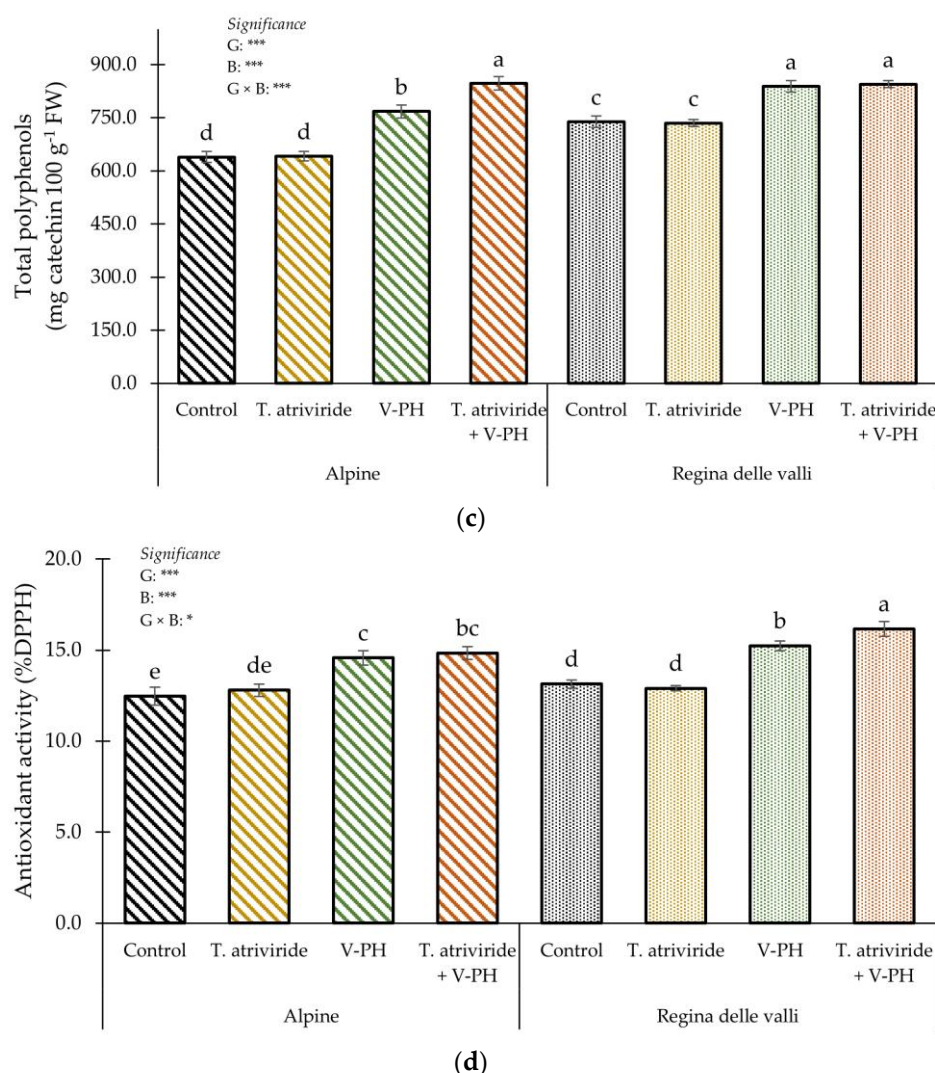 Significance
G: ***
B: ***
G × B: ***
Total polyphenols
(mg catechin 100 g⁻¹ FW)
900.0
750.0
600.0
450.0
300.0
150.0
0.0
d
d
b
a
c
c
a
a
Control
T. atriviride
V-PH
T. atriviride
+ V-PH
Control
T. atriviride
V-PH
T. atriviride
+ V-PH
Alpine
Regina delle valli
(c)
Significance
G: ***
B: ***
G × B: *
Antioxidant activity (%DPPH)
20.0
15.0
10.0
5.0
0.0
e
de
c
bc
d
d
b
a
Control
T. atriviride
V-PH
T. atriviride
+ V-PH
Control
T. atriviride
V-PH
T. atriviride
+ V-PH
Alpine
Regina delle valli
(d)